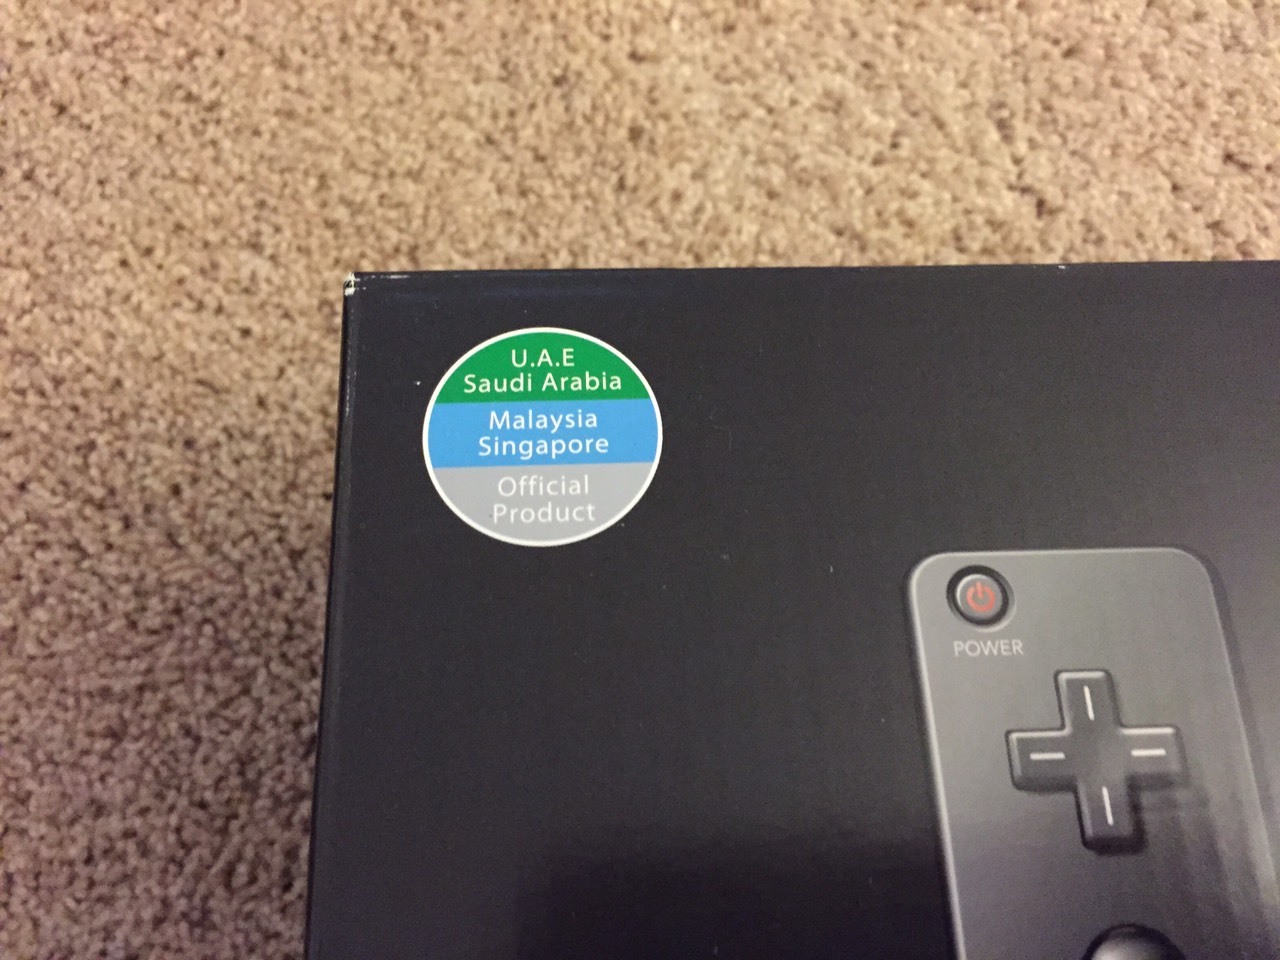 U.A.E
Saudi Arabia
Malaysia
Singapore
Official
Product
POWER